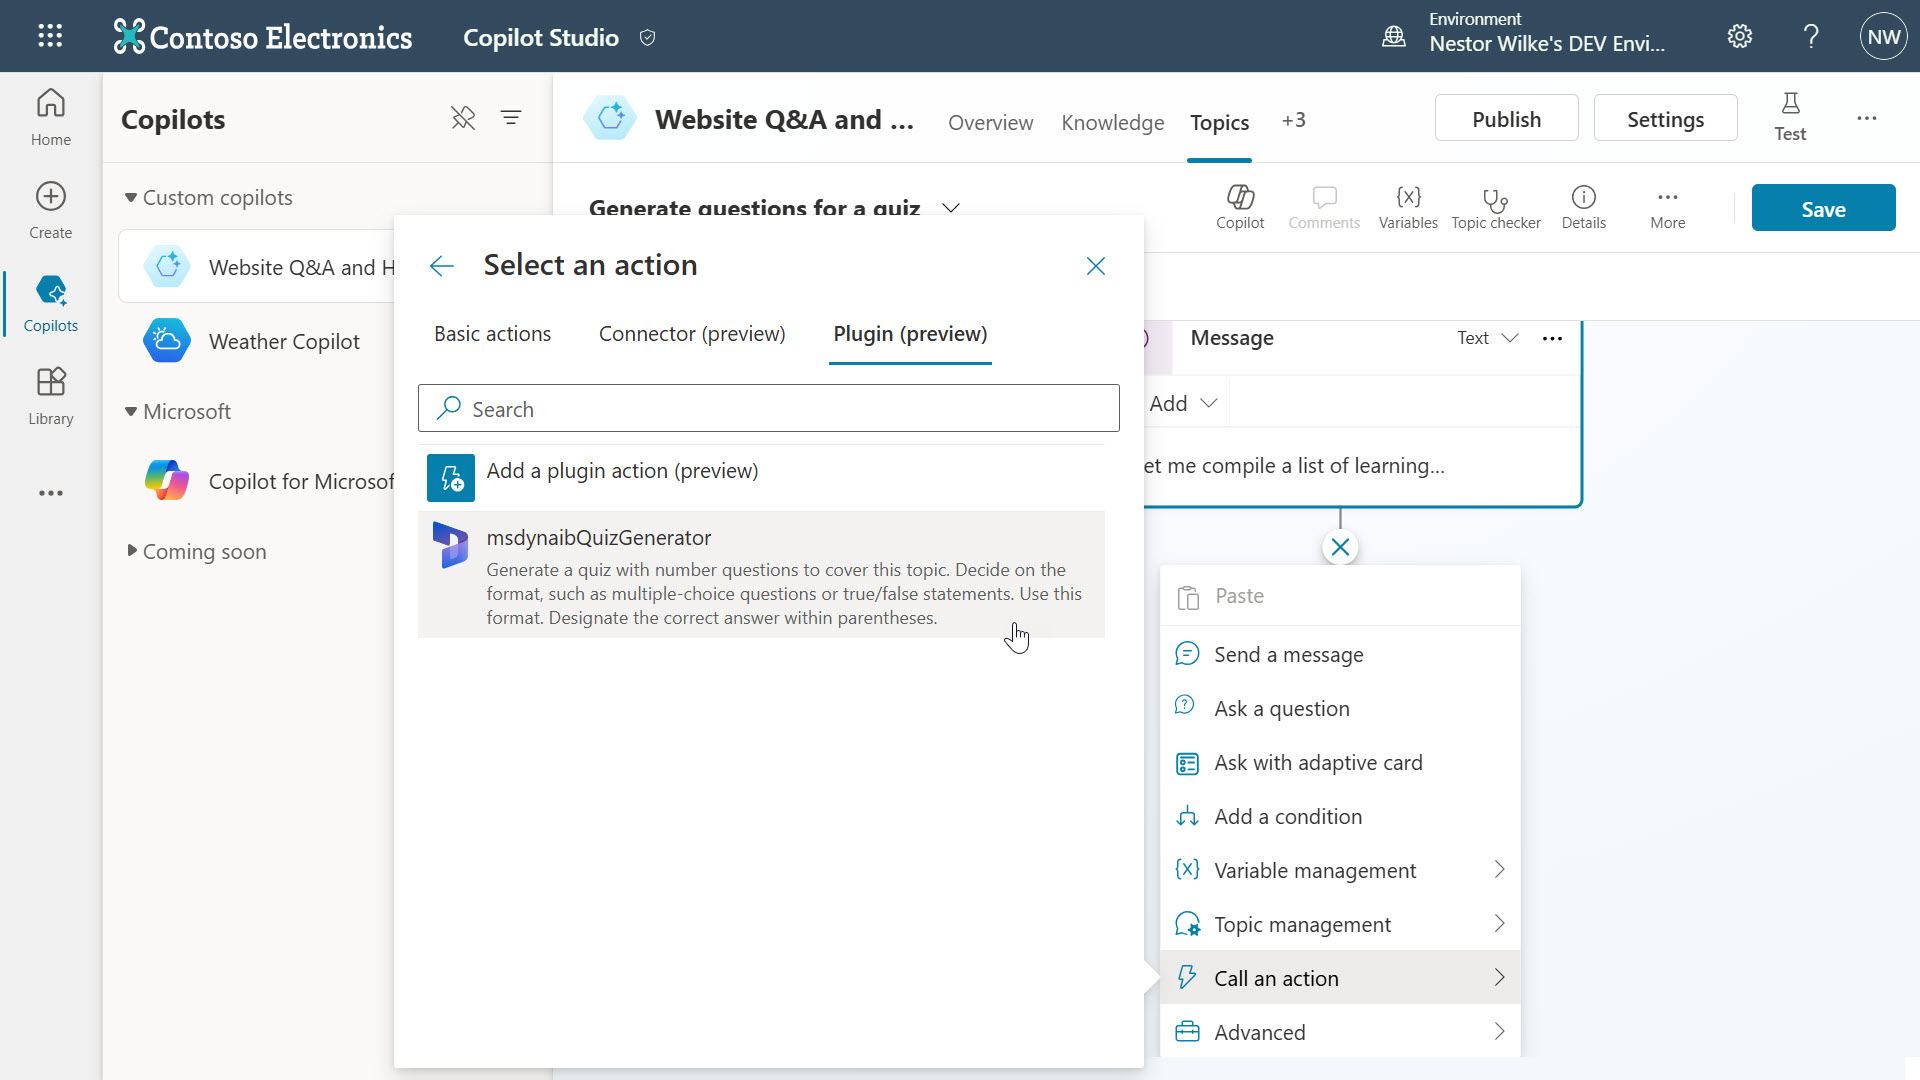 Contoso Electronics
Copilot Studio
Environment
Nestor Wilke's DEV Envi...
NW
Home
Create
Copilots
Library
Copilots
Custom copilots
Website Q&A and H
Weather Copilot
Microsoft
Copilot for Microsof
Coming soon
Website Q&A and ...
Overview
Knowledge
Topics
+3
Publish
Settings
Test
Generate questions for a quiz
Copilot
Comments
Variables
Topic checker
Details
More
Save
Select an action
Basic actions
Connector (preview)
Plugin (preview)
Search
Add a plugin action (preview)
msdynaibQuizGenerator
Generate a quiz with number questions to cover this topic. Decide on the
format, such as multiple-choice questions or true/false statements. Use this
format. Designate the correct answer within parentheses.
Message
Text
Add
et me compile a list of learning...
Paste
Send a message
Ask a question
Ask with adaptive card
Add a condition
Variable management
Topic management
Call an action
Advanced